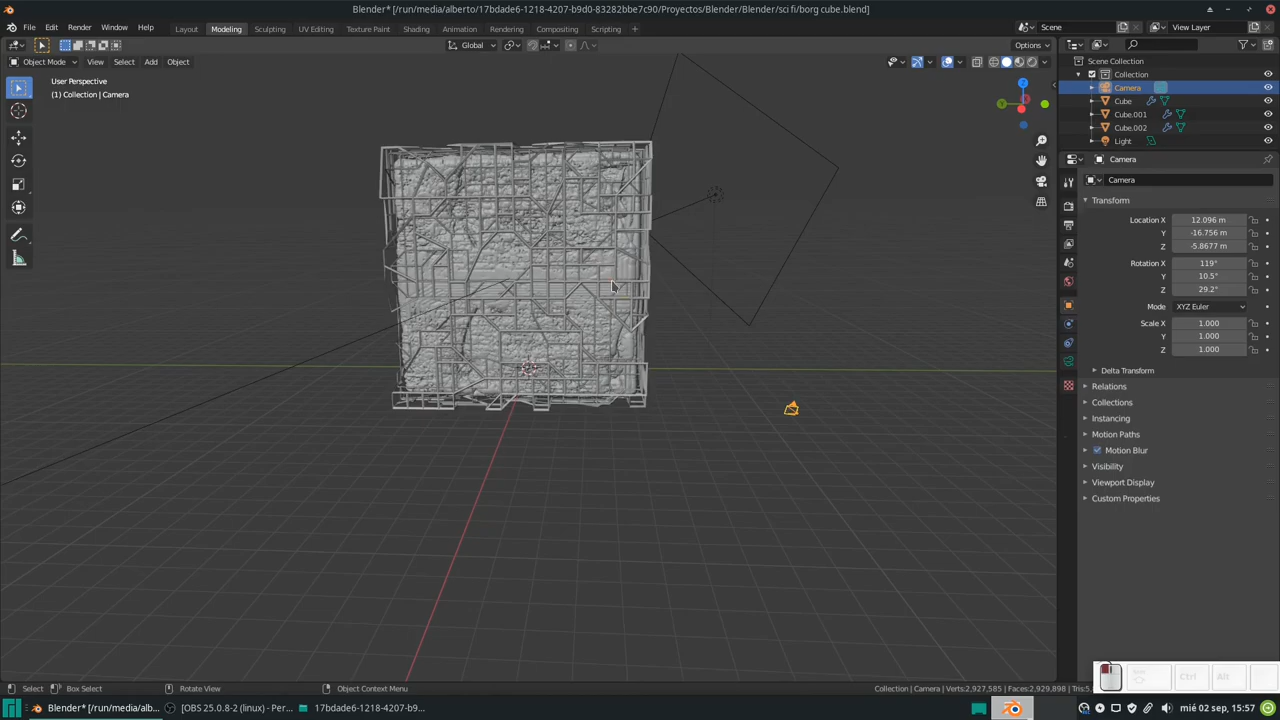 Blender* [/run/media/alberto/17bdade6-1218-4207-b9d0-83282bbe7c90/Proyectos/Blender/Blender/sci fi/borg cube.blend]
File Edit Render Window Help Layout Modeling Sculpting UV Editing Texture Paint Shading Animation Rendering Compositing Scripting + Scene View Layer
Global Options
Object Mode View Select Add Object
User Perspective
(1) Collection | Camera
Scene Collection
Collection
Camera
Cube
Cube.001
Cube.002
Light
Camera
Camera
Transform
Location X 12.096 m
Y -16.756 m
Z -5.8677 m
Rotation X 119°
Y 10.5°
Z 29.2°
Mode XYZ Euler
Scale X 1.000
Y 1.000
Z 1.000
Delta Transform
Relations
Collections
Instancing
Motion Paths
Motion Blur
Visibility
Viewport Display
Custom Properties
Z
Ctrl Alt
Select Box Select Rotate View Object Context Menu Collection | Camera | Verts:2,927,585 | Faces:2,929,898 | Tris:5,
Blender* [/run/media/alb... [OBS 25.0.8-2 (linux) - Per... 17bdade6-1218-4207-b9... mié 02 sep, 15:57